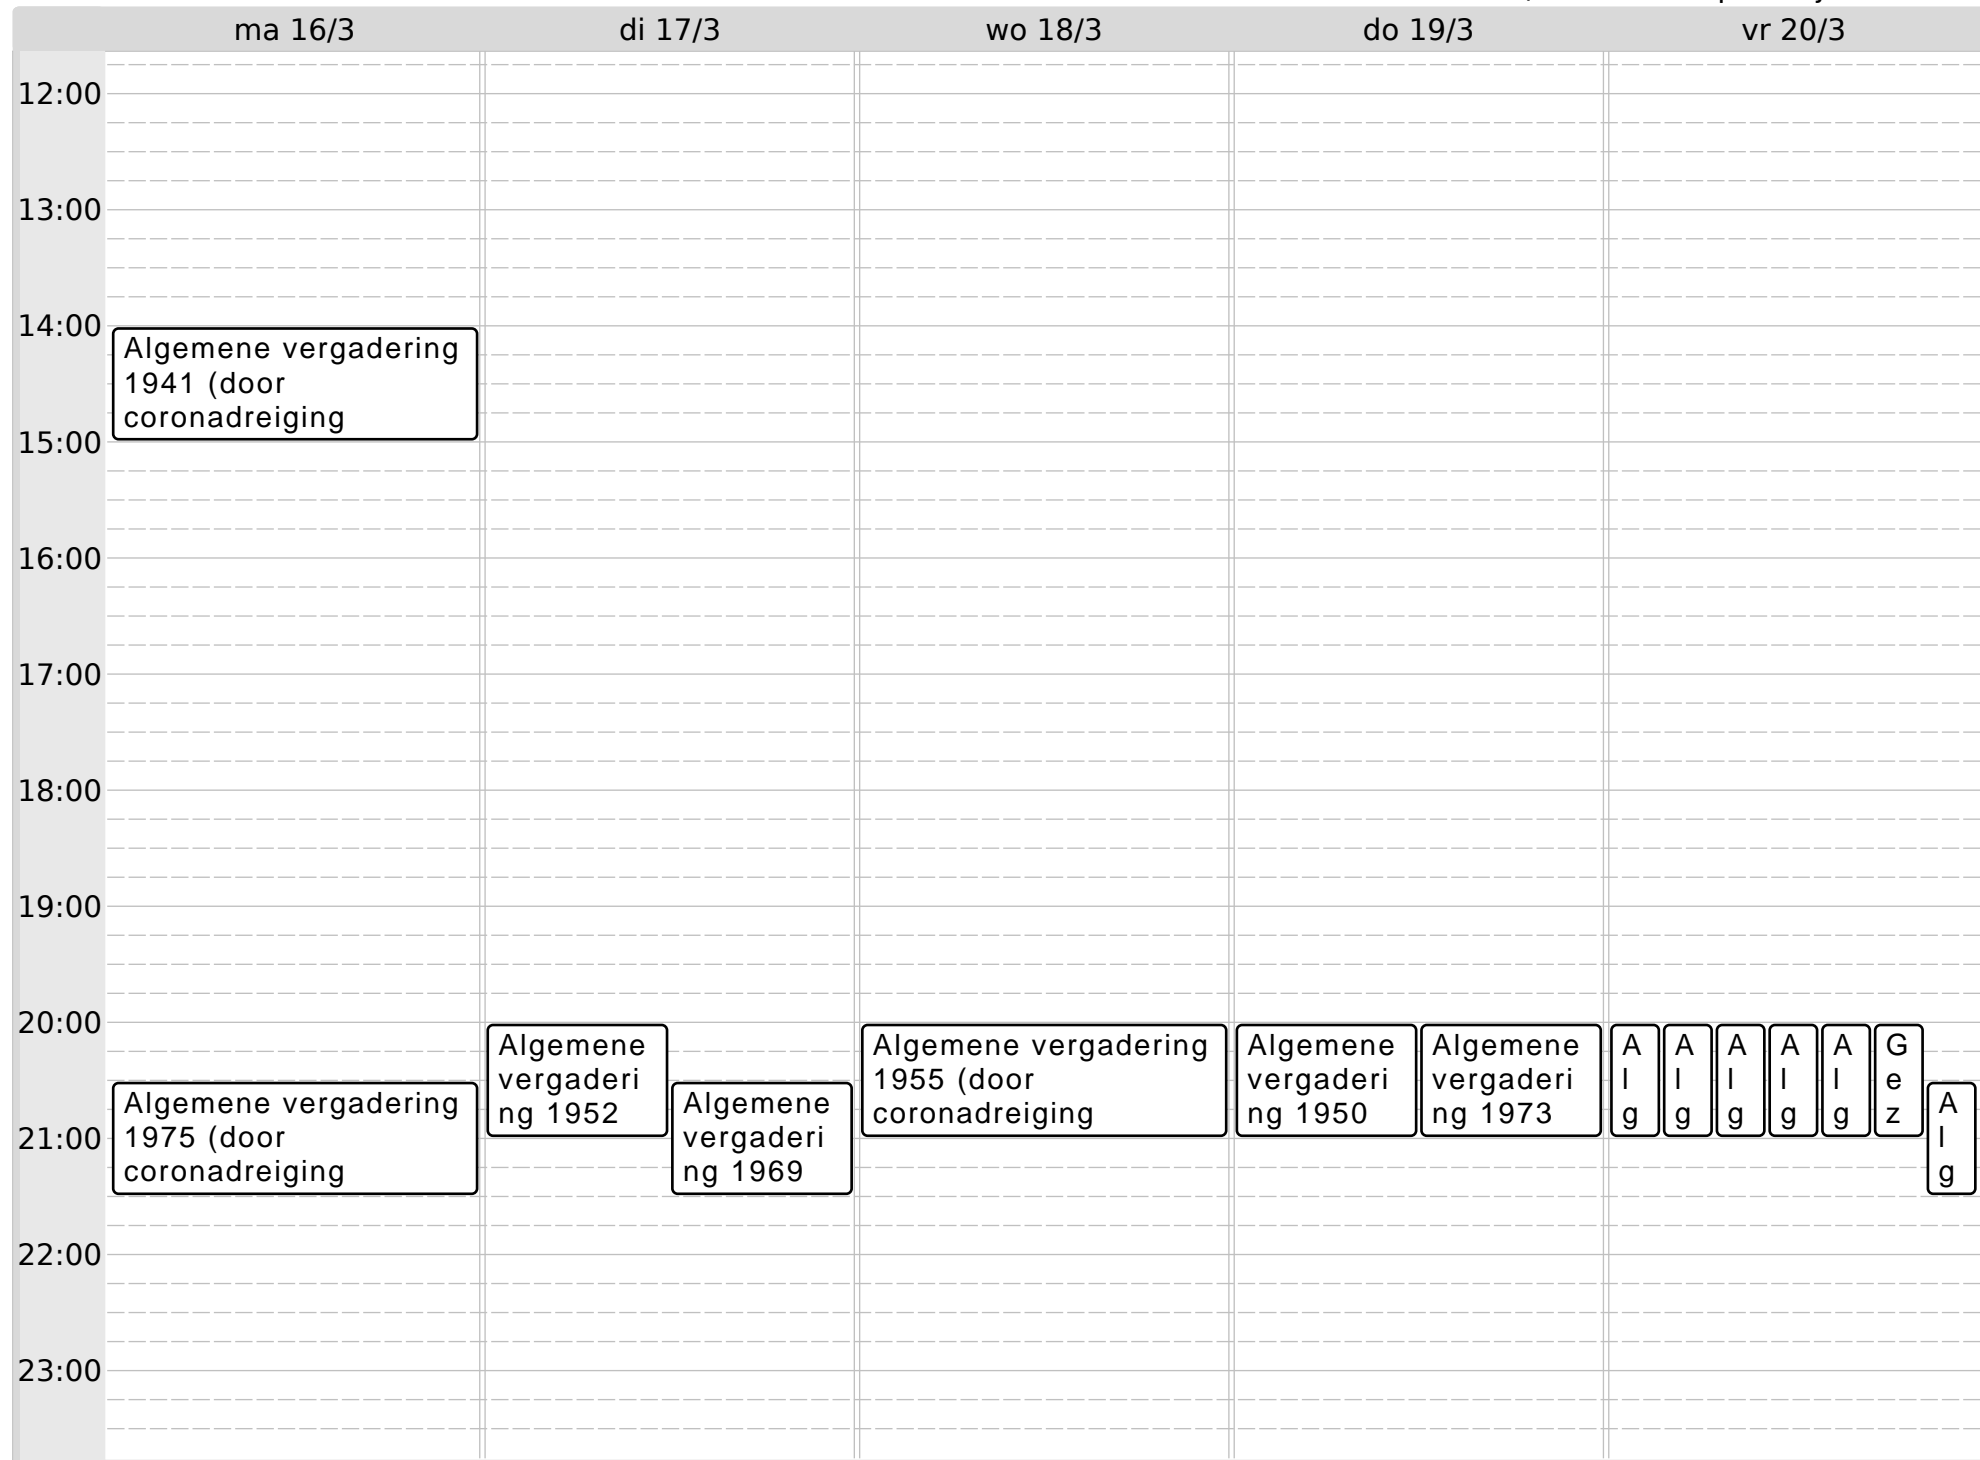 ma 16/3
di 17/3
wo 18/3
do 19/3
vr 20/3
12:00
13:00
14:00
15:00
16:00
17:00
18:00
19:00
20:00
21:00
22:00
23:00
Algemene vergadering
1941 (door
coronadreiging
Algemene vergadering
1975 (door
coronadreiging
Algemene
vergaderi
ng 1952
Algemene
vergaderi
ng 1969
Algemene vergadering
1955 (door
coronadreiging
Algemene
vergaderi
ng 1950
Algemene
vergaderi
ng 1973
A
l
g
A
l
g
A
l
g
A
l
g
A
l
g
G
e
z
A
l
g